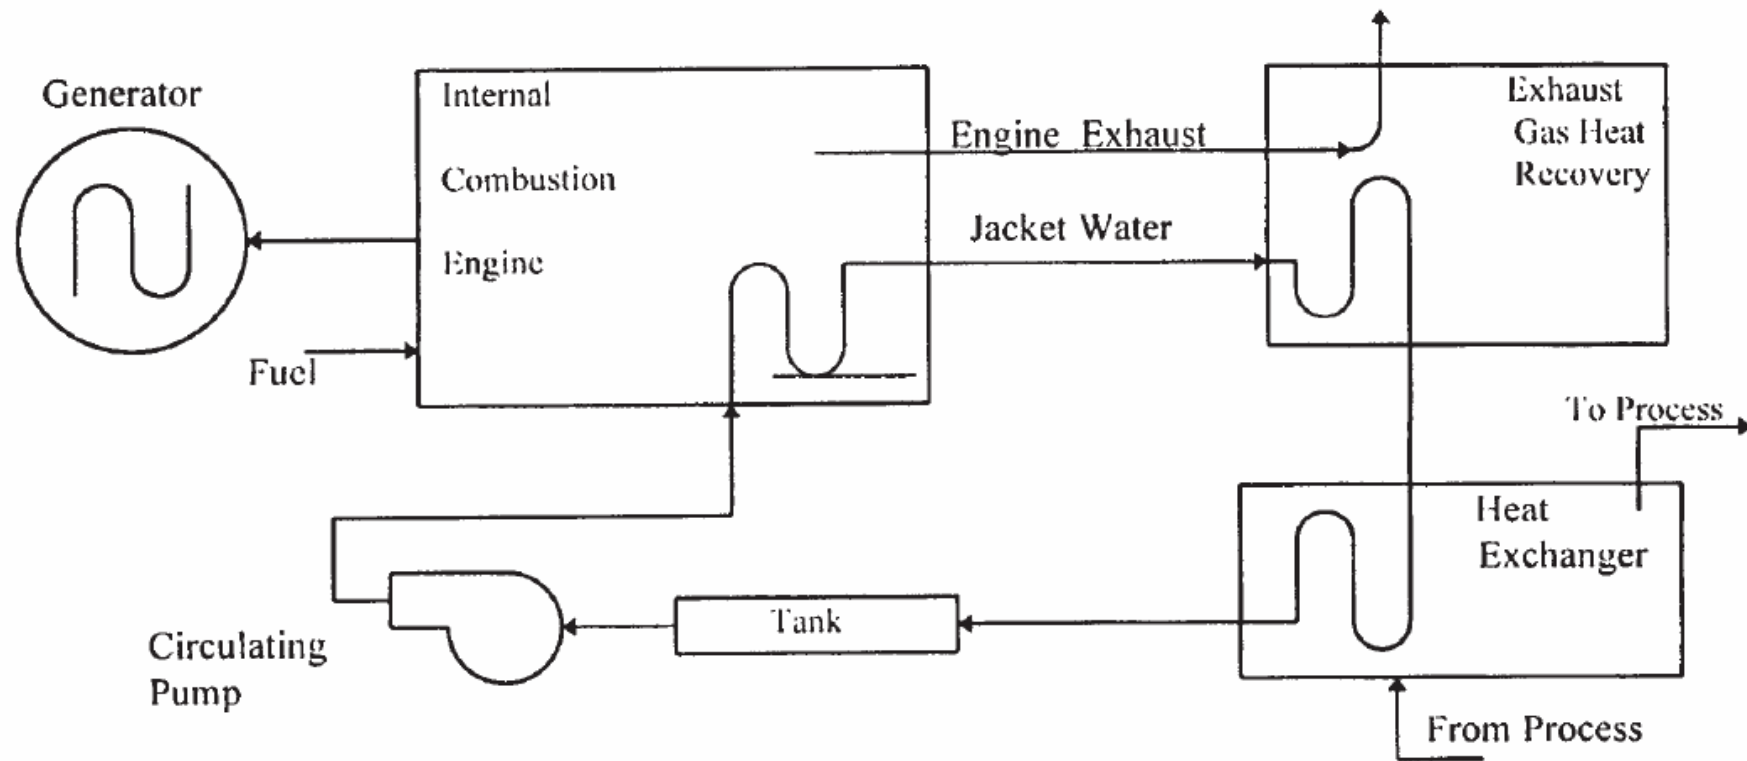 Generator
Internal
Combustion
Engine
Fuel
Engine Exhaust
Jacket Water
Exhaust
Gas Heat
Recovery
To Process
Heat
Exchanger
Tank
Circulating
Pump
From Process